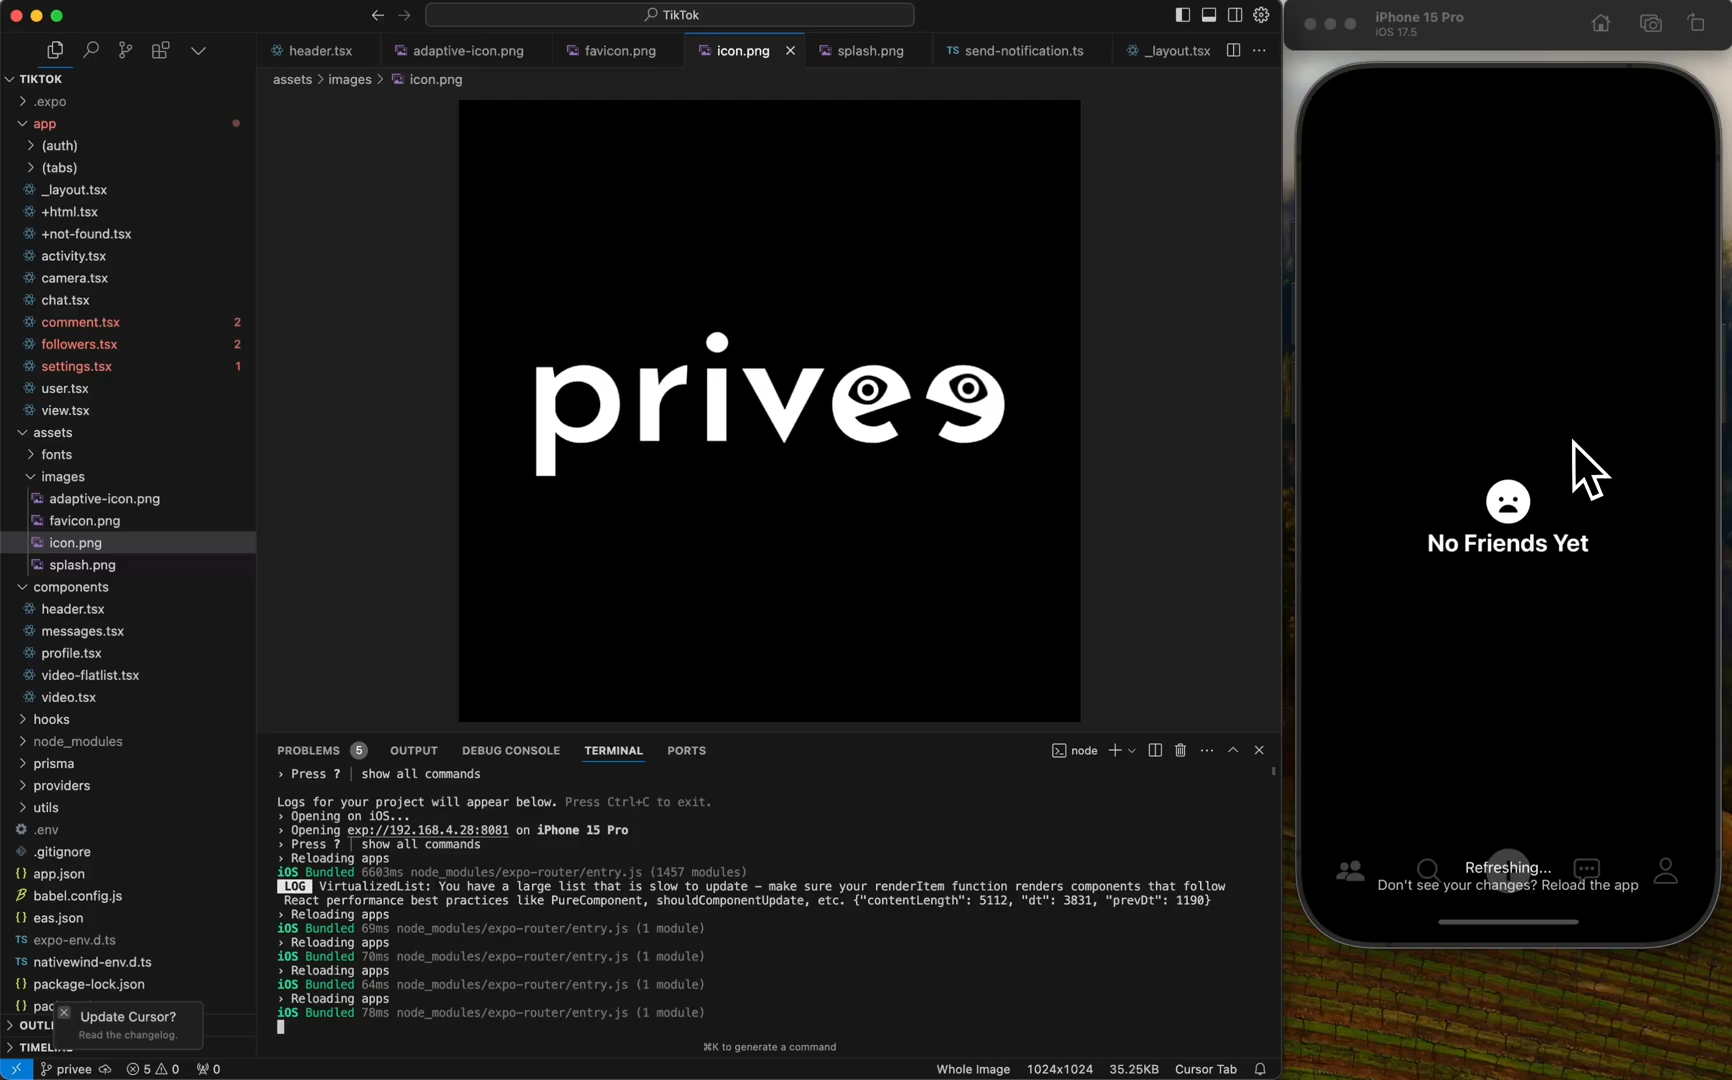 TikTok
iPhone 15 Pro
iOS 17.5
header.tsx
adaptive-icon.png
favicon.png
icon.png
splash.png
TS send-notification.ts
_layout.tsx
assets > images > icon.png
TIKTOK
.expo
app
(auth)
(tabs)
_layout.tsx
+html.tsx
+not-found.tsx
activity.tsx
camera.tsx
chat.tsx
comment.tsx 2
followers.tsx 2
settings.tsx 1
user.tsx
view.tsx
assets
fonts
images
adaptive-icon.png
favicon.png
icon.png
splash.png
components
header.tsx
messages.tsx
profile.tsx
video-flatlist.tsx
video.tsx
hooks
node_modules
prisma
providers
utils
.env
.gitignore
{} app.json
babel.config.js
{} eas.json
TS expo-env.d.ts
TS nativewind-env.d.ts
{} package-lock.json
Update Cursor?
Read the changelog.
privee
No Friends Yet
Refreshing...
Don't see your changes? Reload the app
PROBLEMS 5 OUTPUT DEBUG CONSOLE TERMINAL PORTS
node
› Press ? │ show all commands
Logs for your project will appear below. Press Ctrl+C to exit.
› Opening on iOS...
› Opening exp://192.168.4.28:8081 on iPhone 15 Pro
› Press ? │ show all commands
› Reloading apps
iOS Bundled 6603ms node_modules/expo-router/entry.js (1457 modules)
LOG VirtualizedList: You have a large list that is slow to update – make sure your renderItem function renders components that follow
React performance best practices like PureComponent, shouldComponentUpdate, etc. {"contentLength": 5112, "dt": 3831, "prevDt": 1190}
› Reloading apps
iOS Bundled 69ms node_modules/expo-router/entry.js (1 module)
› Reloading apps
iOS Bundled 70ms node_modules/expo-router/entry.js (1 module)
› Reloading apps
iOS Bundled 64ms node_modules/expo-router/entry.js (1 module)
› Reloading apps
iOS Bundled 78ms node_modules/expo-router/entry.js (1 module)
⌘K to generate a command
privee
5 0
0
Whole Image
1024x1024
35.25KB
Cursor Tab